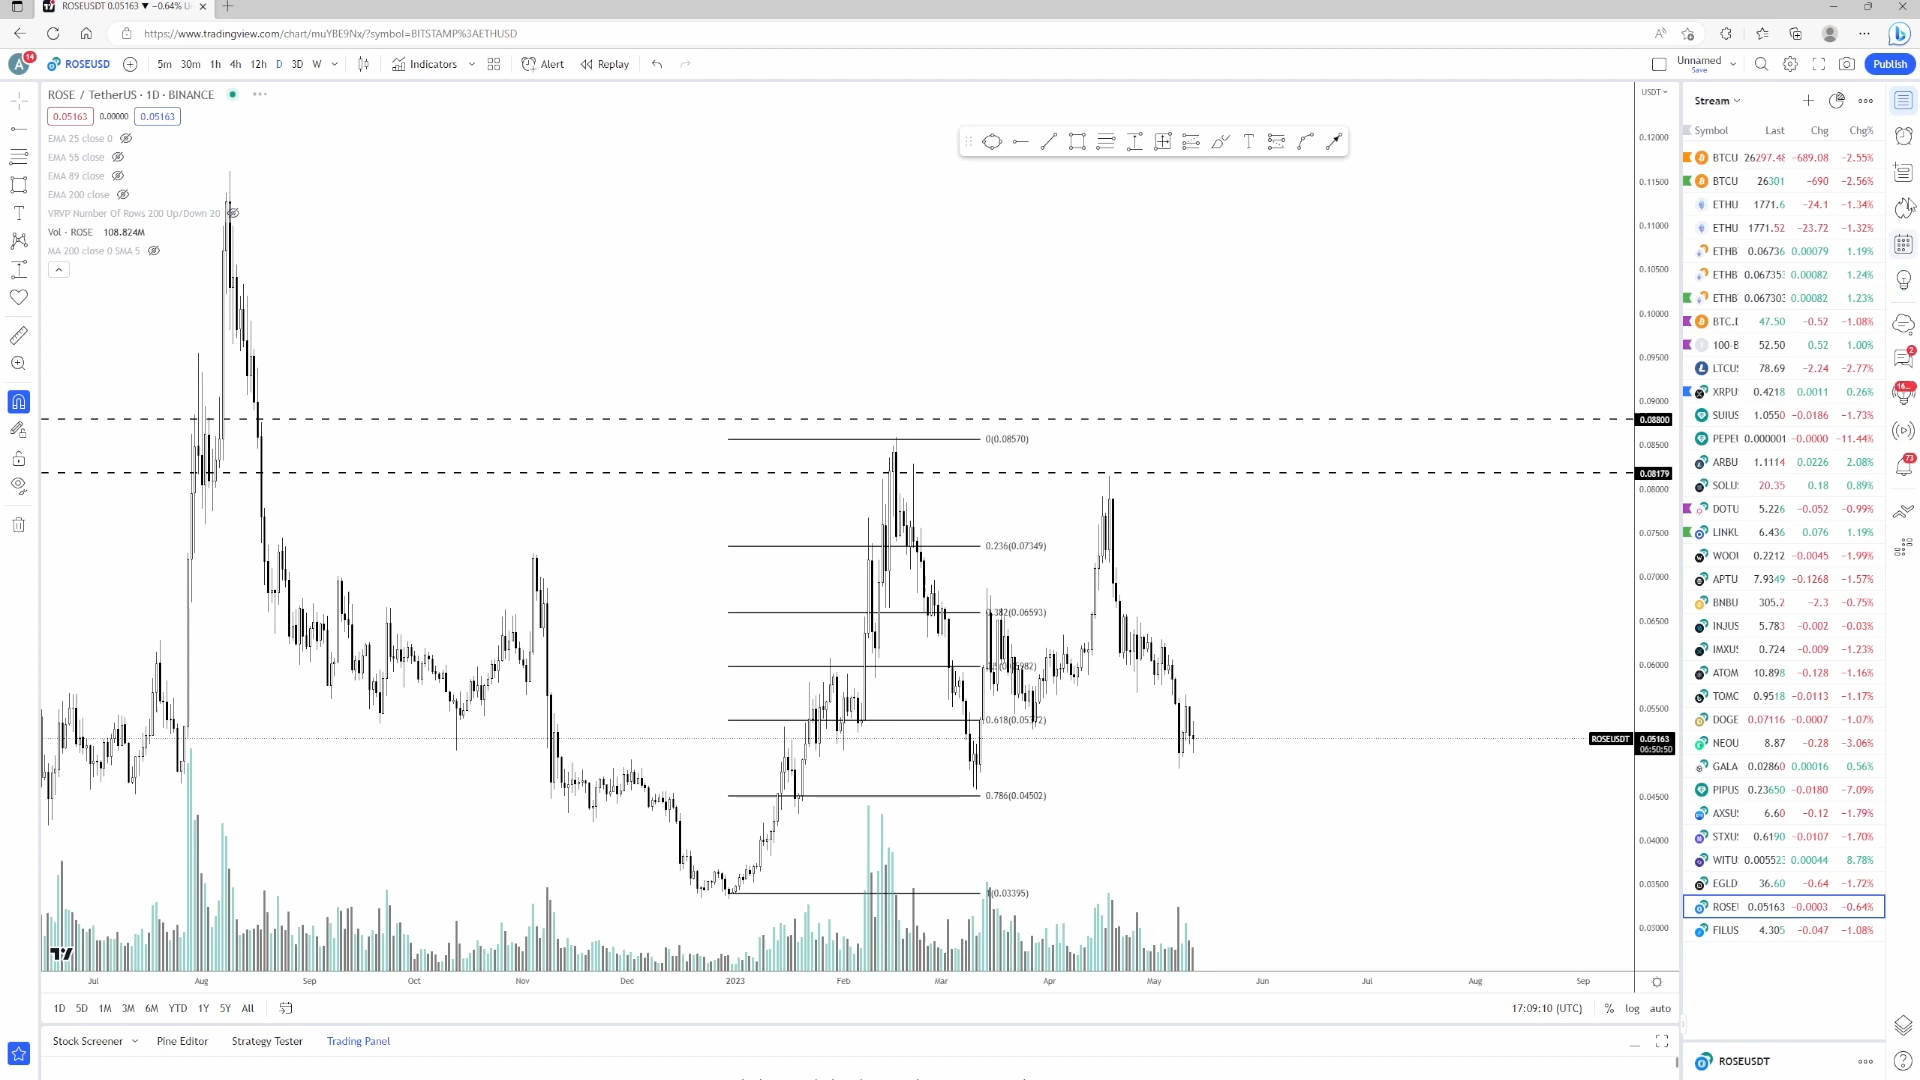 ROSEUSDT 0.05163 ▼ −0.64% U
https://www.tradingview.com/chart/muYBE9Nx/?symbol=BITSTAMP%3AETHUSD
A 14
ROSEUSD 5m 30m 1h 4h 12h D 3D W Indicators Alert Replay
Unnamed
Save
Publish
ROSE / TetherUS · 1D · BINANCE
0.05163 0.00000 0.05163
EMA 25 close 0
EMA 55 close
EMA 89 close
EMA 200 close
VRVP Number Of Rows 200 Up/Down 20
Vol · ROSE 108.824M
MA 200 close 0 SMA 5
USDT
0.12000
0.11500
0.11000
0.10500
0.10000
0.09500
0.09000
0.08800
0.08500
0.08179
0.08000
0.07500
0.07000
0.06500
0.06000
0.05500
ROSEUSDT 0.05163
06:50:50
0.04500
0.04000
0.03500
0.03000
0(0.08570)
0.236(0.07349)
0.382(0.06593)
0.618(0.05372)
0.786(0.04502)
1(0.03395)
Jul Aug Sep Oct Nov Dec 2023 Feb Mar Apr May Jun Jul Aug Sep
1D 5D 1M 3M 6M YTD 1Y 5Y All
17:09:10 (UTC) % log auto
Stock Screener Pine Editor Strategy Tester Trading Panel
Stream
Symbol Last Chg Chg%
BTCU 26297.48 −689.08 −2.55%
BTCU 26301 −690 −2.56%
ETHU 1771.6 −24.1 −1.34%
ETHU 1771.52 −23.72 −1.32%
ETHB 0.06736 0.00079 1.19%
ETHB 0.067353 0.00082 1.24%
ETHB 0.067303 0.00082 1.23%
BTC.D 47.50 −0.52 −1.08%
100-B 52.50 0.52 1.00%
LTCUS 78.69 −2.24 −2.77%
XRPUS 0.4218 0.0011 0.26%
SUIUS 1.0550 −0.0186 −1.73%
PEPEU 0.000001 −0.0000 −11.44%
ARBU 1.1114 0.0226 2.08%
SOLUS 20.35 0.18 0.89%
DOTU 5.226 −0.052 −0.99%
LINKU 6.436 0.076 1.19%
WOOU 0.2212 −0.0045 −1.99%
APTU 7.9349 −0.1268 −1.57%
BNBU 305.2 −2.3 −0.75%
INJUS 5.783 −0.002 −0.03%
IMXUS 0.724 −0.009 −1.23%
ATOM 10.898 −0.128 −1.16%
TOMO 0.9518 −0.0113 −1.17%
DOGE 0.07116 −0.0007 −1.07%
NEOU 8.87 −0.28 −3.06%
GALA 0.02860 0.00016 0.56%
PIPUS 0.23650 −0.0180 −7.09%
AXSUS 6.60 −0.12 −1.79%
STXUS 0.6190 −0.0107 −1.70%
WITU 0.005523 0.00044 8.78%
EGLD 36.60 −0.64 −1.72%
ROSE 0.05163 −0.0003 −0.64%
FILUS 4.305 −0.047 −1.08%
2
16
73
ROSEUSDT